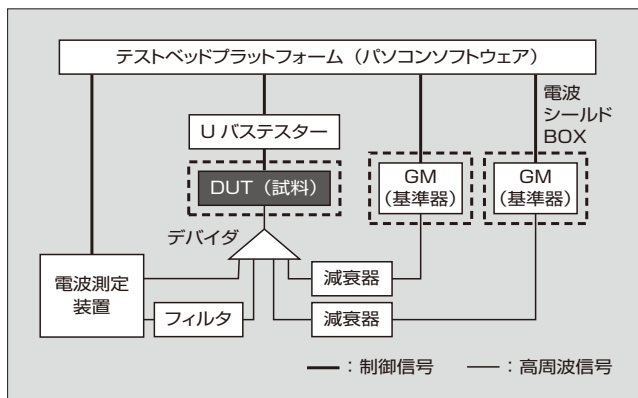 テストベッドプラットフォーム（パソコンソフトウェア）
電波
シールド
BOX
Uバステスター
DUT（試料）
GM
（基準器）
GM
（基準器）
デバイダ
電波測定
装置
フィルタ
減衰器
減衰器
：制御信号
：高周波信号